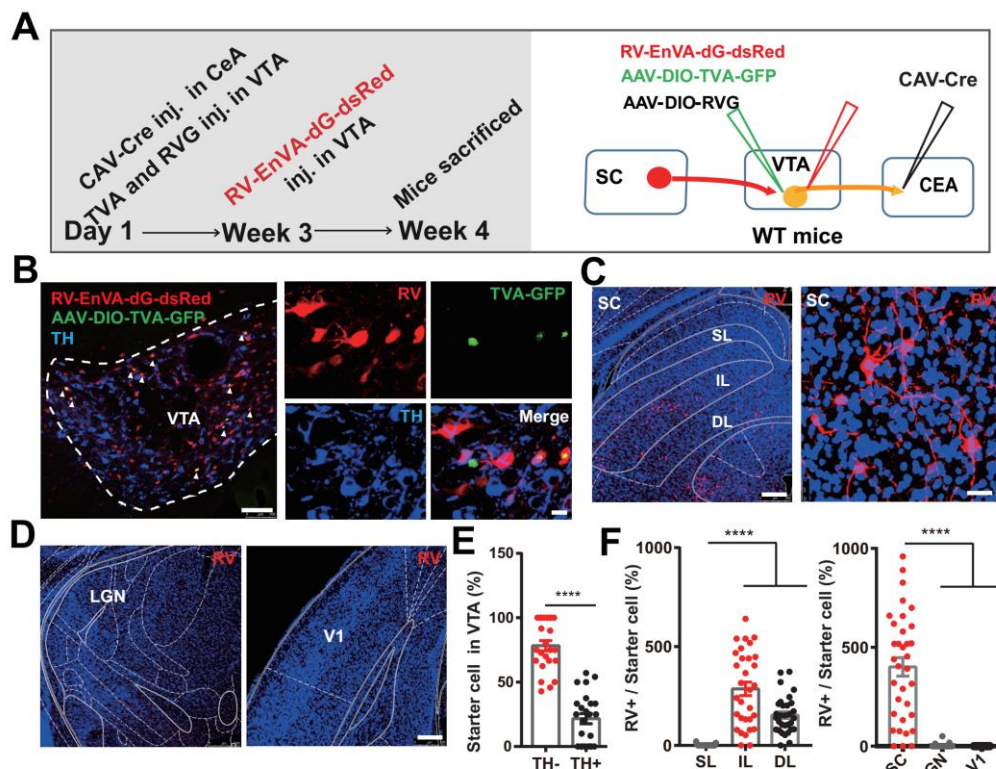 A
CAV-Cre inj. in CeA
TVA and RVG inj. in VTA
RV-EnVA-dG-dsRed
inj. in VTA
Mice sacrificed
Day 1
Week 3
Week 4
RV-EnVA-dG-dsRed
AAV-DIO-TVA-GFP
AAV-DIO-RVG
CAV-Cre
SC
VTA
CEA
WT mice
B
RV-EnVA-dG-dsRed
AAV-DIO-TVA-GFP
TH
VTA
RV
TVA-GFP
TH
Merge
C
SC
RV
SL
IL
DL
SC
RV
D
LGN
RV
V1
RV
E
Starter cell in VTA (%)
150
100
50
0
****
TH-
TH+
F
RV+ / Starter cell (%)
1000
500
0
****
SL
IL
DL
RV+ / Starter cell (%)
1000
500
0
****
SC
GN
V1